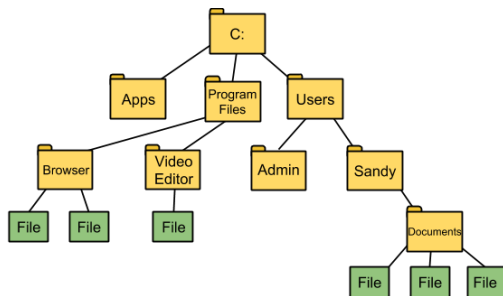 C:
Apps
Program
Files
Users
Browser
Video
Editor
Admin
Sandy
File
File
File
Documents
File
File
File